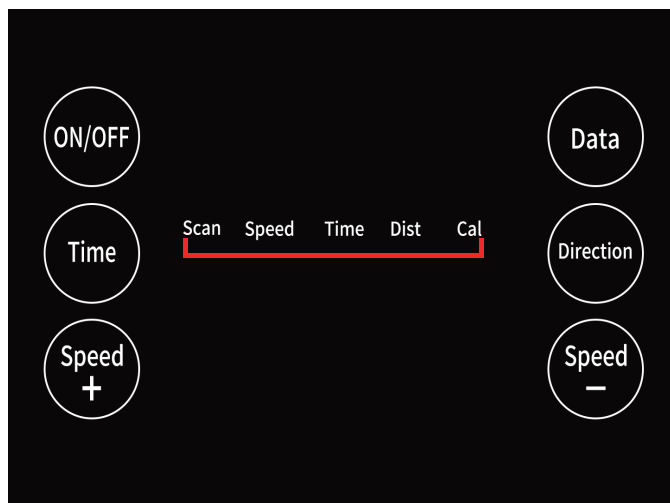 ON/OFF
Data
Scan Speed Time Dist Cal
Time
Direction
Speed
+
Speed
−